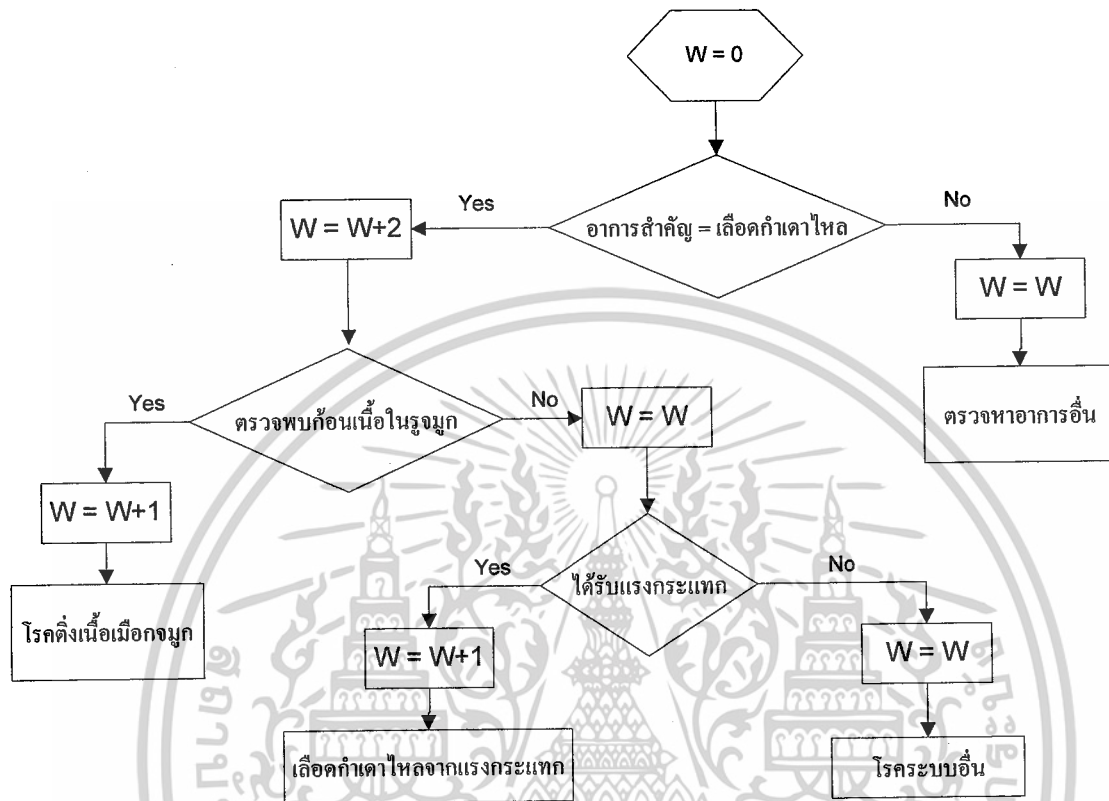 W = 0
อาการสำคัญ = เลือดกำเดาไหล
Yes
No
W = W+2
W = W
ตรวจหาอาการอื่น
ตรวจพบก้อนเนื้อในรูจมูก
Yes
No
W = W+1
โรคติ่งเนื้อเมือกจมูก
W = W
ได้รับแรงกระแทก
Yes
No
W = W+1
เลือดกำเดาไหลจากแรงกระแทก
W = W
โรคระบบอื่น